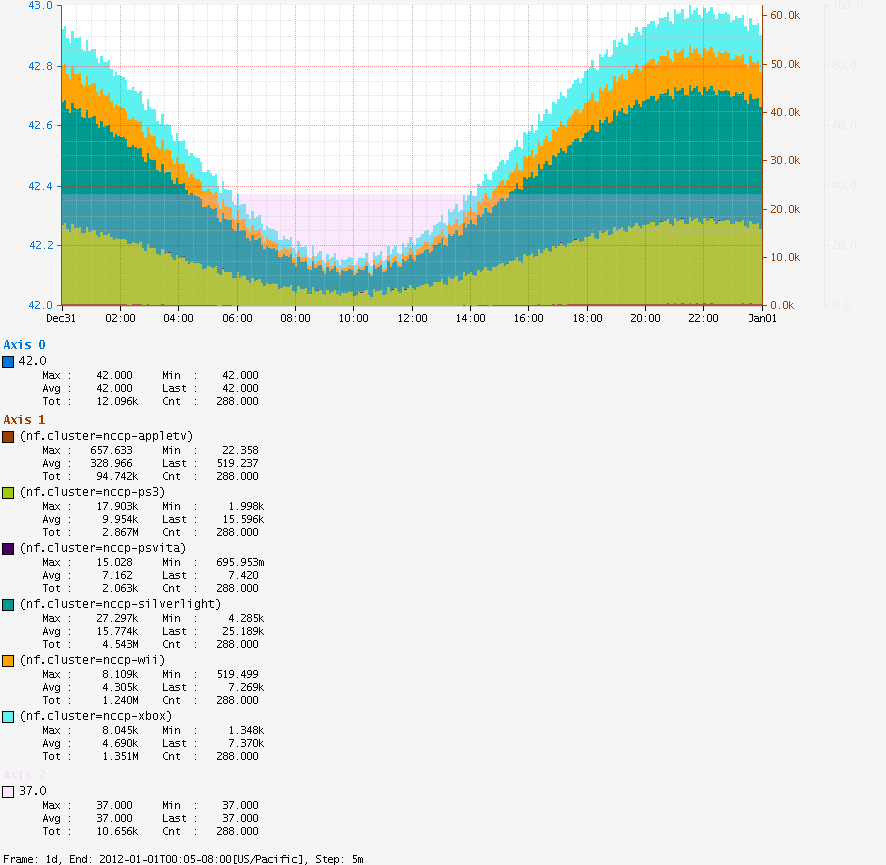 43.0
42.8
42.6
42.4
42.2
42.0
60.0k
50.0k
40.0k
30.0k
20.0k
10.0k
0.0k
100.0
80.0
60.0
40.0
20.0
0.0
Dec31 02:00 04:00 06:00 08:00 10:00 12:00 14:00 16:00 18:00 20:00 22:00 Jan01
Axis 0
42.0
Max : 42.000 Min : 42.000
Avg : 42.000 Last : 42.000
Tot : 12.096k Cnt : 288.000
Axis 1
(nf.cluster=nccp-appletv)
Max : 657.633 Min : 22.358
Avg : 328.966 Last : 519.237
Tot : 94.742k Cnt : 288.000
(nf.cluster=nccp-ps3)
Max : 17.903k Min : 1.998k
Avg : 9.954k Last : 15.596k
Tot : 2.867M Cnt : 288.000
(nf.cluster=nccp-psvita)
Max : 15.028 Min : 695.953m
Avg : 7.162 Last : 7.420
Tot : 2.063k Cnt : 288.000
(nf.cluster=nccp-silverlight)
Max : 27.297k Min : 4.285k
Avg : 15.774k Last : 25.189k
Tot : 4.543M Cnt : 288.000
(nf.cluster=nccp-wii)
Max : 8.109k Min : 519.499
Avg : 4.305k Last : 7.269k
Tot : 1.240M Cnt : 288.000
(nf.cluster=nccp-xbox)
Max : 8.045k Min : 1.348k
Avg : 4.690k Last : 7.370k
Tot : 1.351M Cnt : 288.000
Axis 2
37.0
Max : 37.000 Min : 37.000
Avg : 37.000 Last : 37.000
Tot : 10.656k Cnt : 288.000
Frame: 1d, End: 2012-01-01T00:05-08:00[US/Pacific], Step: 5m